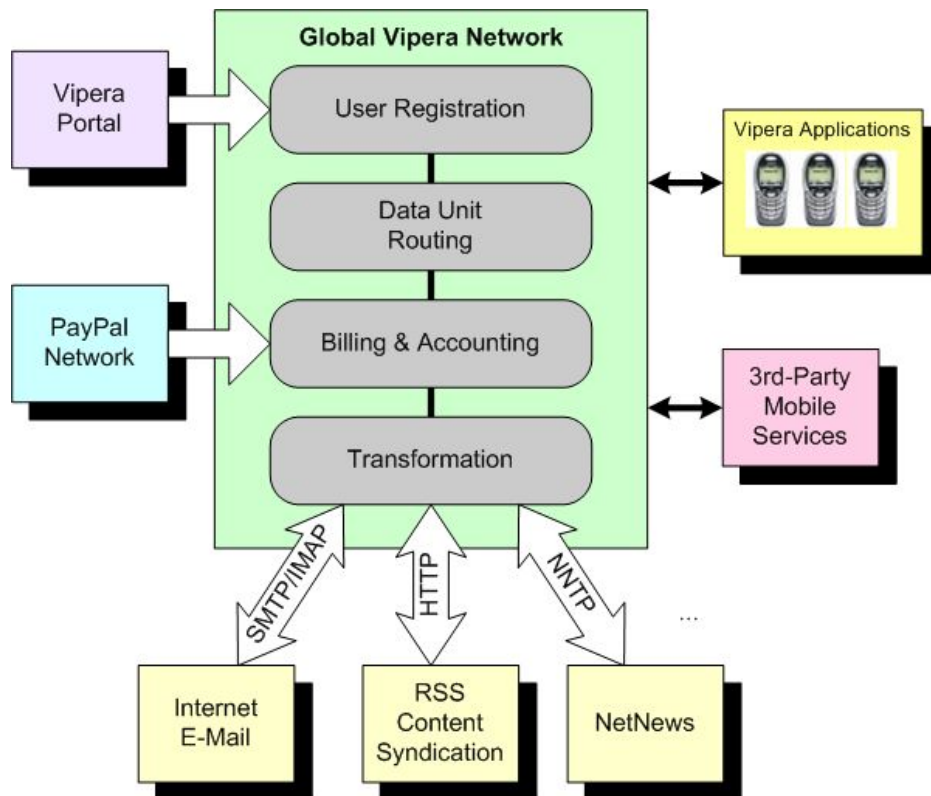 Global Vipera Network
Vipera
Portal
User Registration
Vipera Applications
Data Unit
Routing
PayPal
Network
Billing & Accounting
3rd-Party
Mobile
Services
Transformation
SMTP/IMAP
HTTP
NNTP
...
Internet
E-Mail
RSS
Content
Syndication
NetNews